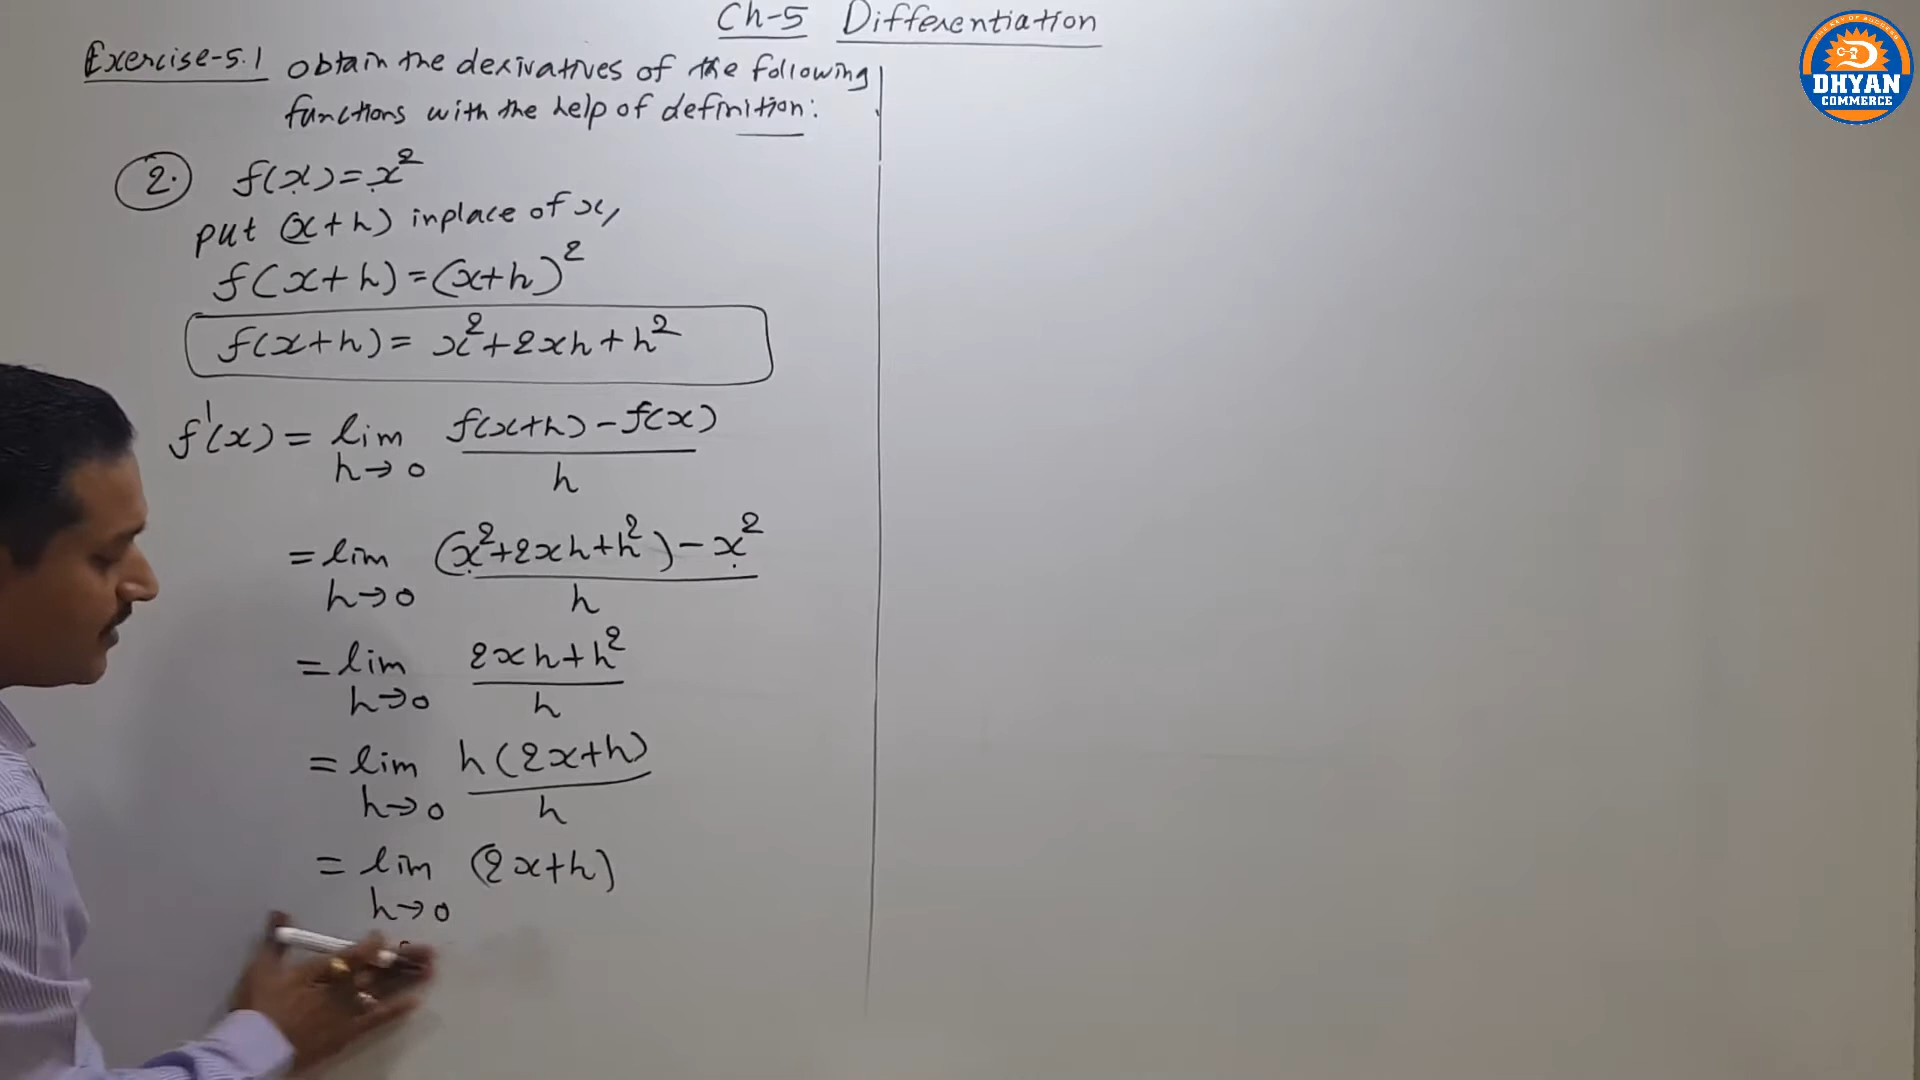 Ch-5 Differentiation
Exercise-5.1 obtain the derivatives of the following
functions with the help of definition:
2. f(x)=x²
put (x+h) inplace of x,
f(x+h)=(x+h)²
f(x+h)= x²+2xh+h²
f'(x)= lim h→0 f(x+h)-f(x) / h
=lim h→0 (x²+2xh+h²)-x² / h
=lim h→0 2xh+h² / h
=lim h→0 h(2x+h) / h
=lim h→0 (2x+h)
DHYAN
COMMERCE